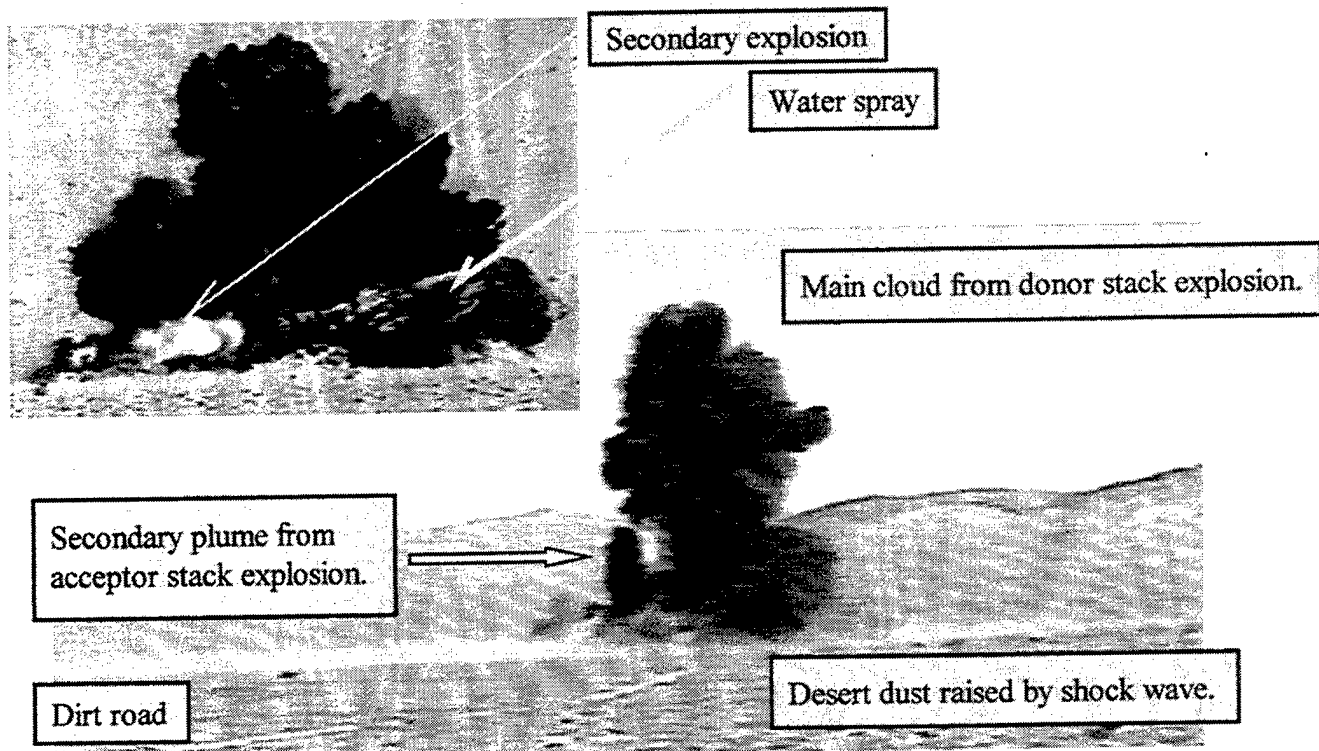 Secondary explosion
Water spray
Main cloud from donor stack explosion.
Secondary plume from
acceptor stack explosion.
Desert dust raised by shock wave.
Dirt road